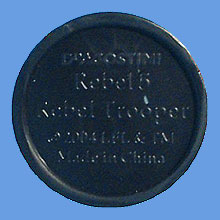 DeAGOSTINI
Rebel 6
Rebel Trooper
© 2004 LFL & TM
Made in China